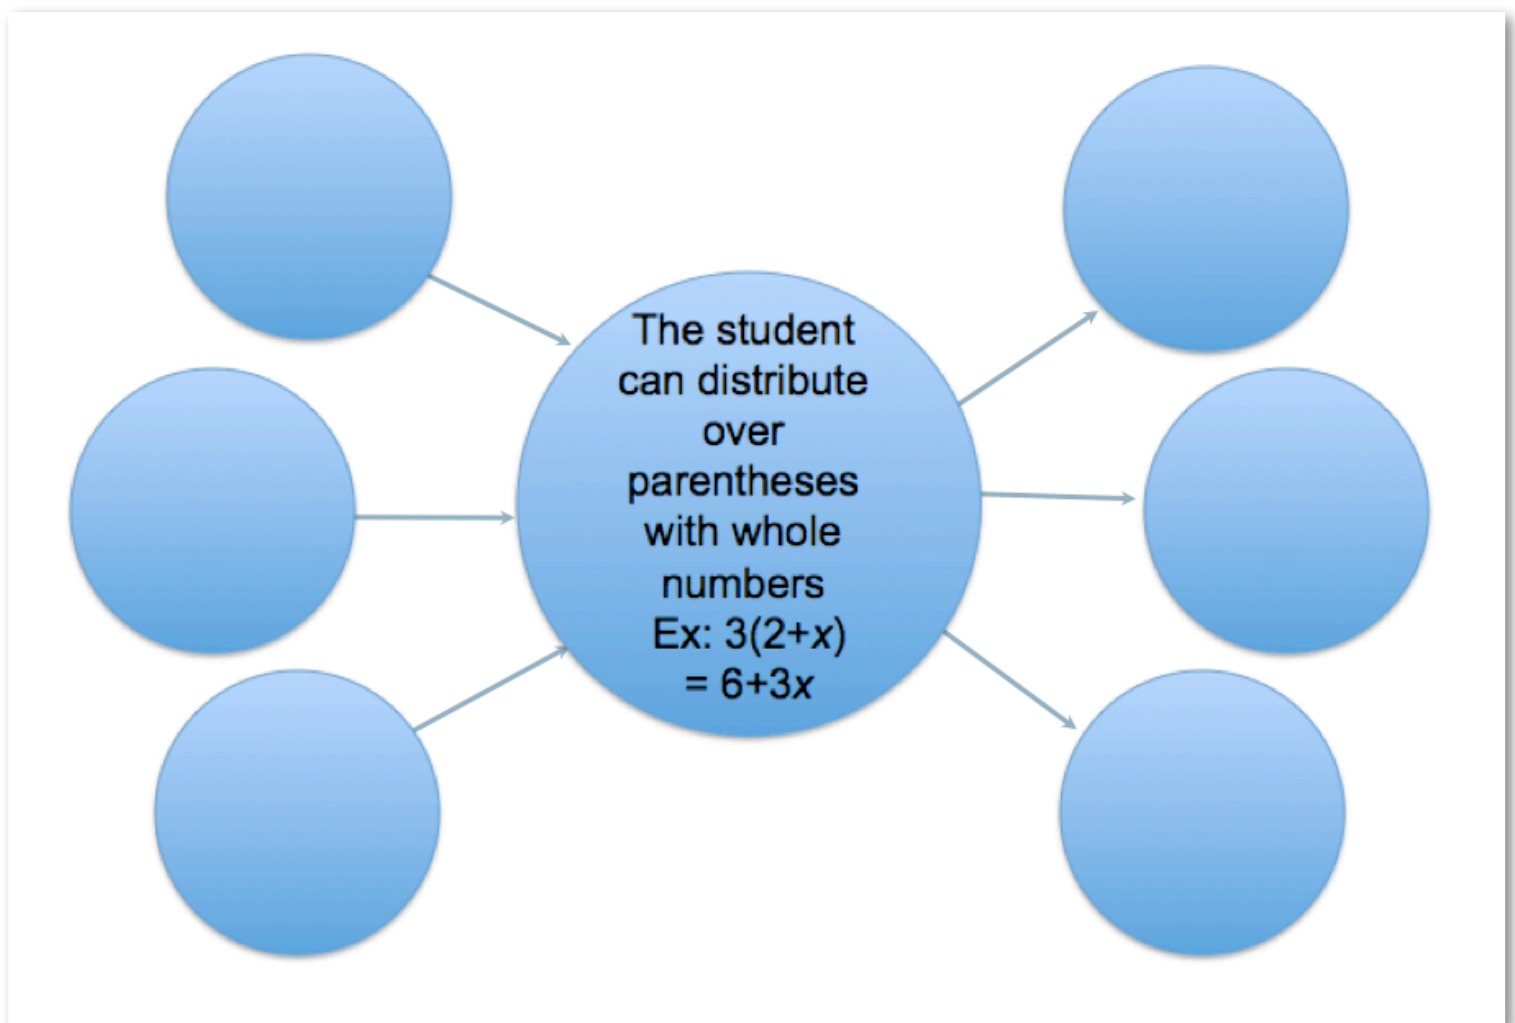 The student
can distribute
over
parentheses
with whole
numbers
Ex: 3(2+x)
= 6+3x